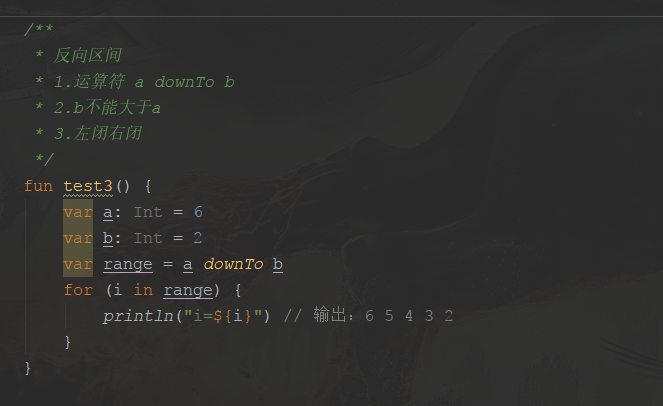 /**
 * 反向区间
 * 1.运算符 a downTo b
 * 2.b不能大于a
 * 3.左闭右闭
 */
fun test3() {
    var a: Int = 6
    var b: Int = 2
    var range = a downTo b
    for (i in range) {
        println("i=${i}") // 输出：6 5 4 3 2
    }
}